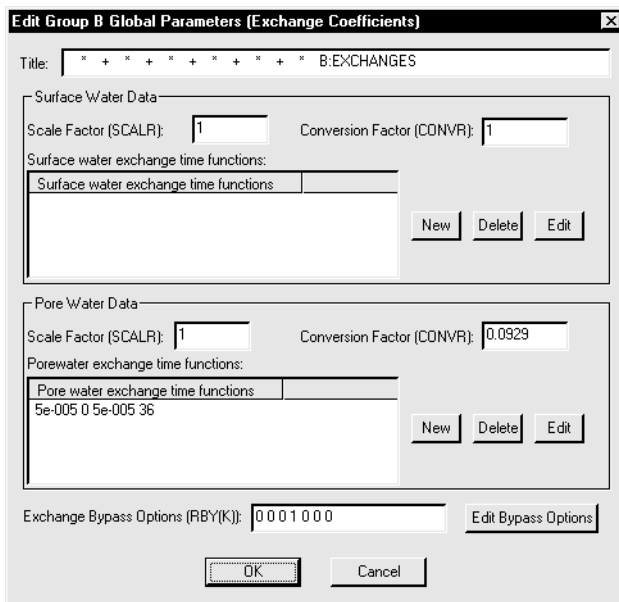 Edit Group B Global Parameters (Exchange Coefficients)
Title: * + * + * + * + * + * B:EXCHANGES
Surface Water Data
Scale Factor (SCALR): 1 Conversion Factor (CONVR): 1
Surface water exchange time functions:
Surface water exchange time functions
New Delete Edit
Pore Water Data
Scale Factor (SCALR): 1 Conversion Factor (CONVR): 0.0929
Porewater exchange time functions:
Pore water exchange time functions
5e-005 0 5e-005 36
New Delete Edit
Exchange Bypass Options (RBY(K)): 0 0 0 1 0 0 0 Edit Bypass Options
OK Cancel